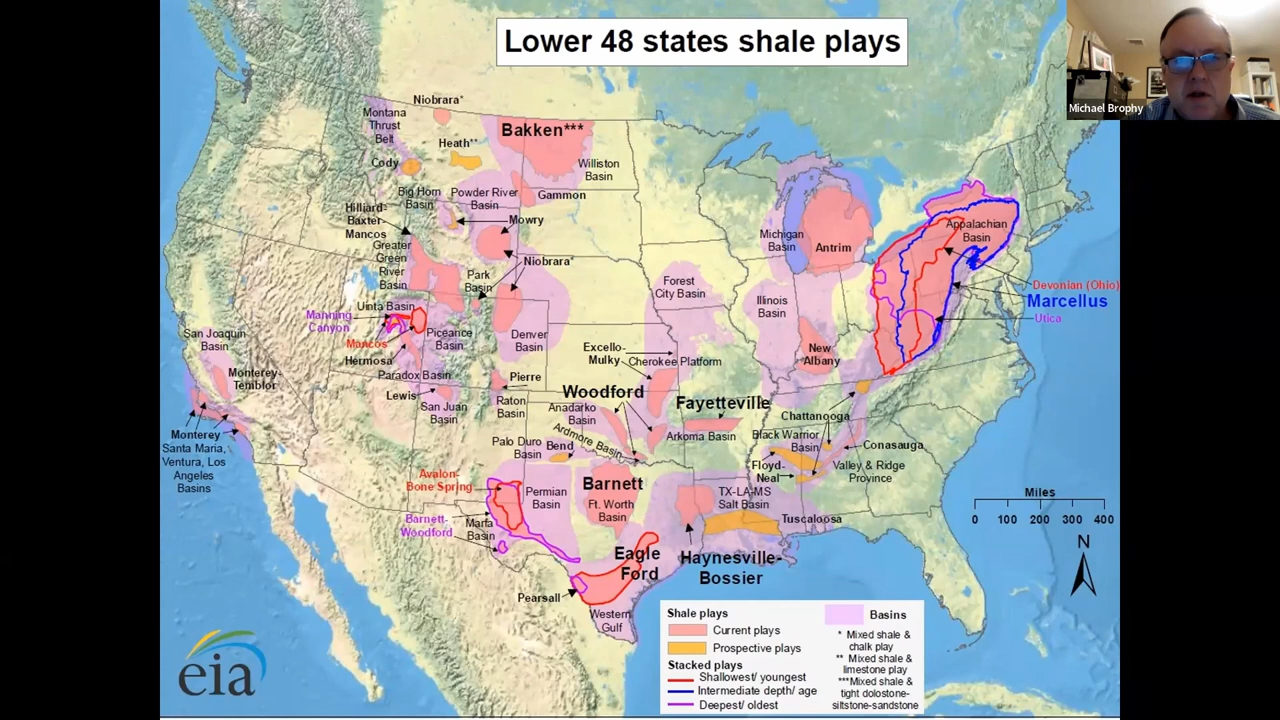 Lower 48 states shale plays
Michael Brophy
Niobrara*
Montana
Thrust
Belt
Bakken***
Heath**
Cody
Williston
Basin
Big Horn
Basin
Powder River
Basin
Gammon
Hilliard-
Baxter-
Mancos
Mowry
Greater
Green
River
Basin
Park
Basin
Niobrara*
Michigan
Basin
Antrim
Appalachian
Basin
Devonian (Ohio)
Marcellus
Utica
Forest
City Basin
Illinois
Basin
Uinta Basin
Manning
Canyon
Mancos
Piceance
Basin
Denver
Basin
Hermosa
San Joaquin
Basin
Excello-
Mulky
Cherokee Platform
New
Albany
Monterey-
Temblor
Paradox Basin
Pierre
Lewis
San Juan
Basin
Raton
Basin
Woodford
Anadarko
Basin
Fayetteville
Chattanooga
Monterey
Santa Maria,
Ventura, Los
Angeles
Basins
Palo Duro
Basin
Bend
Ardmore Basin
Arkoma Basin
Black Warrior
Basin
Conasauga
Floyd-
Neal
Valley & Ridge
Province
Avalon-
Bone Spring
Permian
Basin
Barnett
Ft. Worth
Basin
TX-LA-MS
Salt Basin
Tuscaloosa
Barnett-
Woodford
Marfa
Basin
Eagle
Ford
Haynesville-
Bossier
Pearsall
Western
Gulf
Miles
0 100 200 300 400
N
Shale plays
Current plays
Prospective plays
Stacked plays
Shallowest/ youngest
Intermediate depth/ age
Deepest/ oldest
Basins
* Mixed shale &
chalk play
** Mixed shale &
limestone play
***Mixed shale &
tight dolostone-
siltstone-sandstone
eia